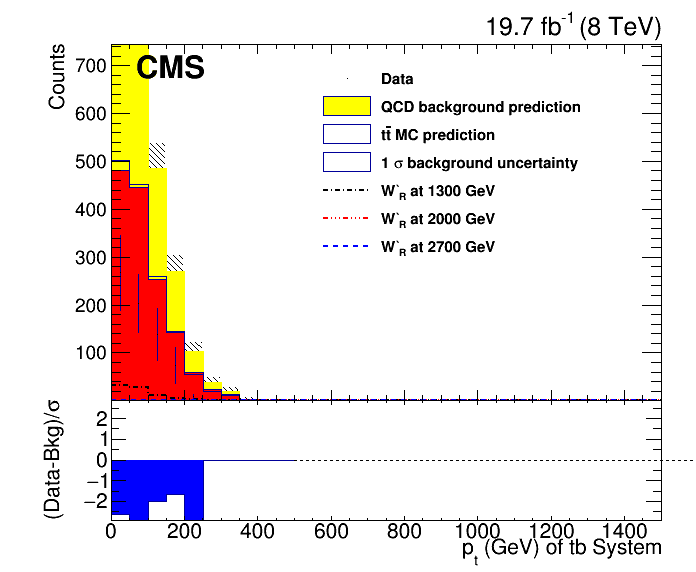 19.7 fb-1 (8 TeV)
CMS
Counts
700
600
500
400
300
200
100
Data
QCD background prediction
tt̄ MC prediction
1 σ background uncertainty
W`R at 1300 GeV
W`R at 2000 GeV
W`R at 2700 GeV
(Data-Bkg)/σ
2
1
0
−1
−2
0 200 400 600 800 1000 1200 1400
pt (GeV) of tb System